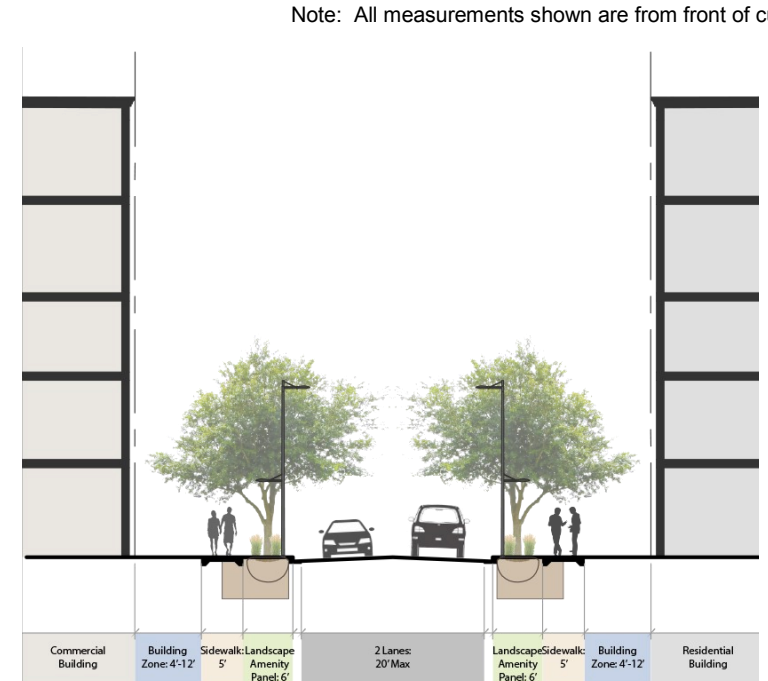 Note: All measurements shown are from front of
Commercial
Building
Building
Zone: 4'-12'
Sidewalk:
5'
Landscape
Amenity
Panel: 6'
2 Lanes:
20' Max
Landscape
Amenity
Panel: 6'
Sidewalk:
5'
Building
Zone: 4'-12'
Residential
Building